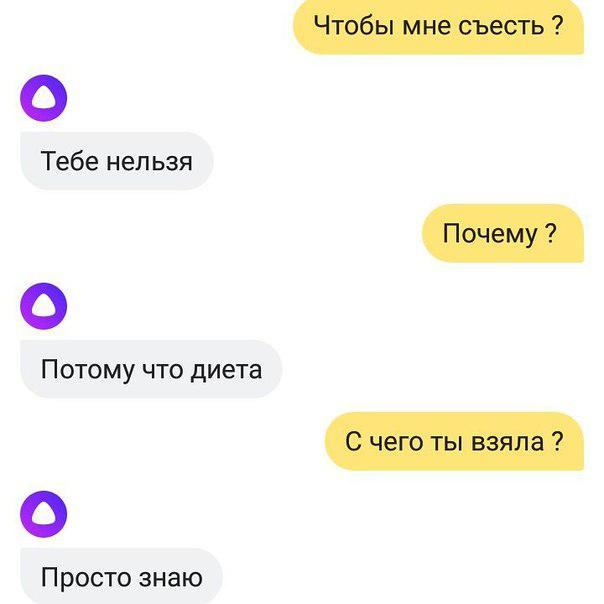 Чтобы мне съесть ?
Тебе нельзя
Почему ?
Потому что диета
С чего ты взяла ?
Просто знаю